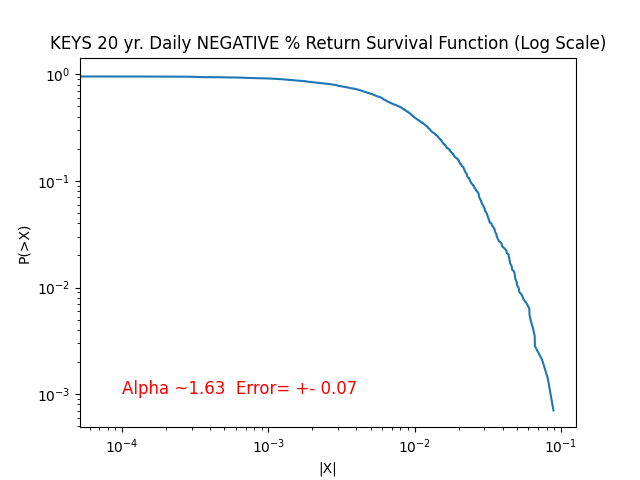 KEYS 20 yr. Daily NEGATIVE % Return Survival Function (Log Scale)
10⁰
10⁻¹
10⁻²
10⁻³
P(>X)
Alpha ~1.63  Error= +- 0.07
10⁻⁴ 10⁻³ 10⁻² 10⁻¹
|X|